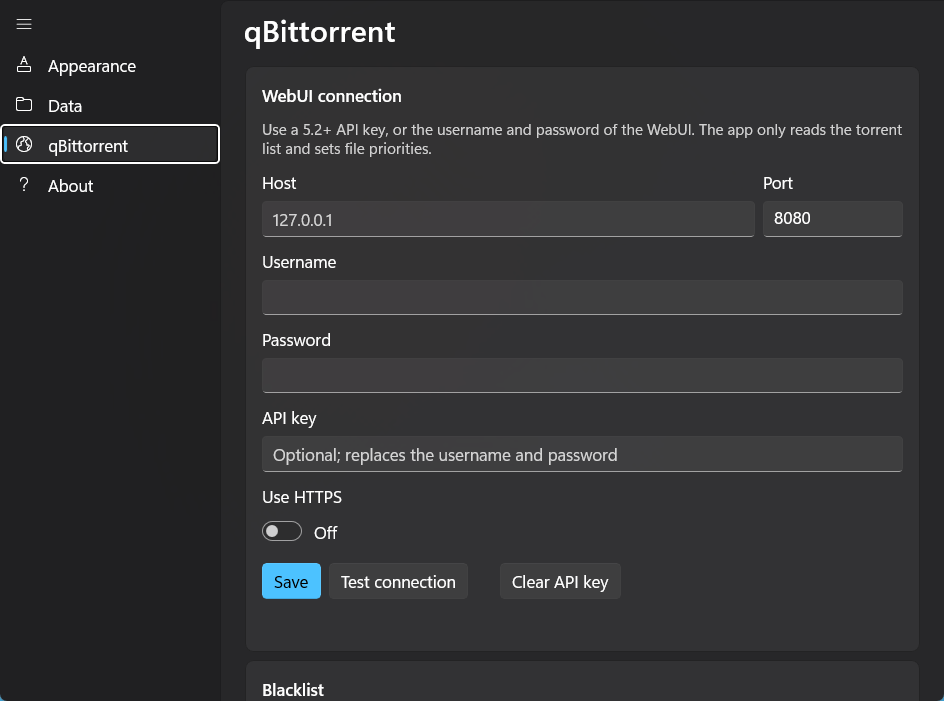 qBittorrent
Appearance
Data
qBittorrent
? About
WebUI connection
Use a 5.2+ API key, or the username and password of the WebUI. The app only reads the torrent
list and sets file priorities.
Host
Port
127.0.0.1
8080
Username
Password
API key
Optional; replaces the username and password
Use HTTPS
Off
Save
Test connection
Clear API key
Blacklist